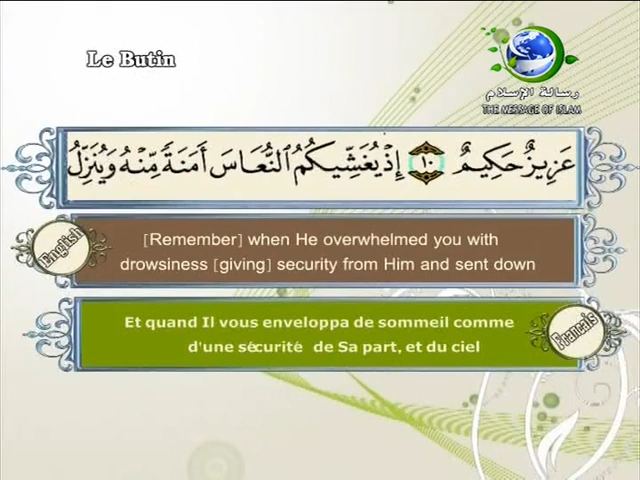 Le Butin
رسالة الإسلام
THE MESSAGE OF ISLAM
عَزِيزٌ حَكِيمٌ ١٠ إِذْ يُغَشِّيكُمُ النُّعَاسَ أَمَنَةً مِّنْهُ وَيُنَزِّلُ
English
[Remember] when He overwhelmed you with
drowsiness [giving] security from Him and sent down
Et quand Il vous enveloppa de sommeil comme
d'une sécurité de Sa part, et du ciel
Francais